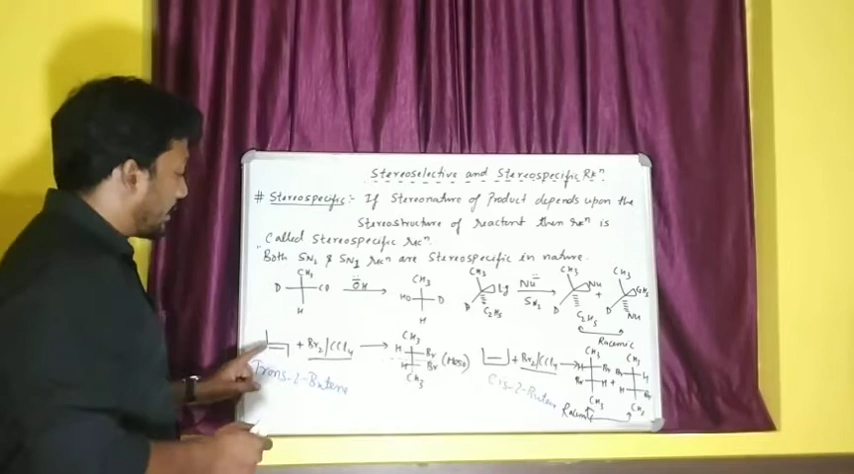 Stereoselective and Stereospecific Rxⁿ.
# Stereospecific :- If Stereonature of Product depends upon the
Stereostructure of reactant then rxⁿ is
Called Stereospecific rxⁿ.
Both SN₂ & SN1 rxⁿ are Stereospecific in nature.
CH3
D
H
ӦH
CH3
HO D
H
CH3
Lg
D
C2H5
Nu
SN1
CH3
Nu
D
C2H5
+
CH3
C2H5
D
Nu
Racemic
+ Br2/CCl4
CH3
H Br
H Br
CH3
(Meso)
Trans-2-Butene
+ Br2/CCl4
CH3
H Br
Br H
CH3
+
CH3
Br H
H Br
CH3
Cis-2-Buten
Racemic